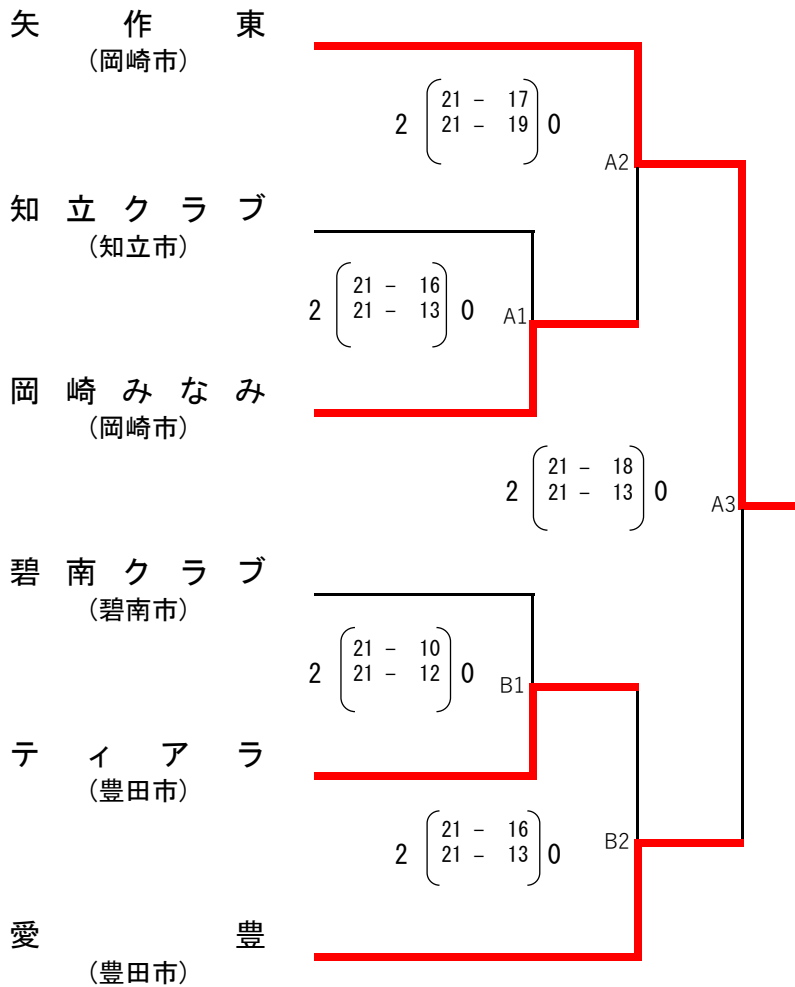 矢作東
(岡崎市)
21 - 17
2 21 - 19 0
A2
知立クラブ
(知立市)
21 - 16
2 21 - 13 0
A1
岡崎みなみ
(岡崎市)
21 - 18
2 21 - 13 0
A3
碧南クラブ
(碧南市)
21 - 10
2 21 - 12 0
B1
ティアラ
(豊田市)
21 - 16
2 21 - 13 0
B2
愛豊
(豊田市)